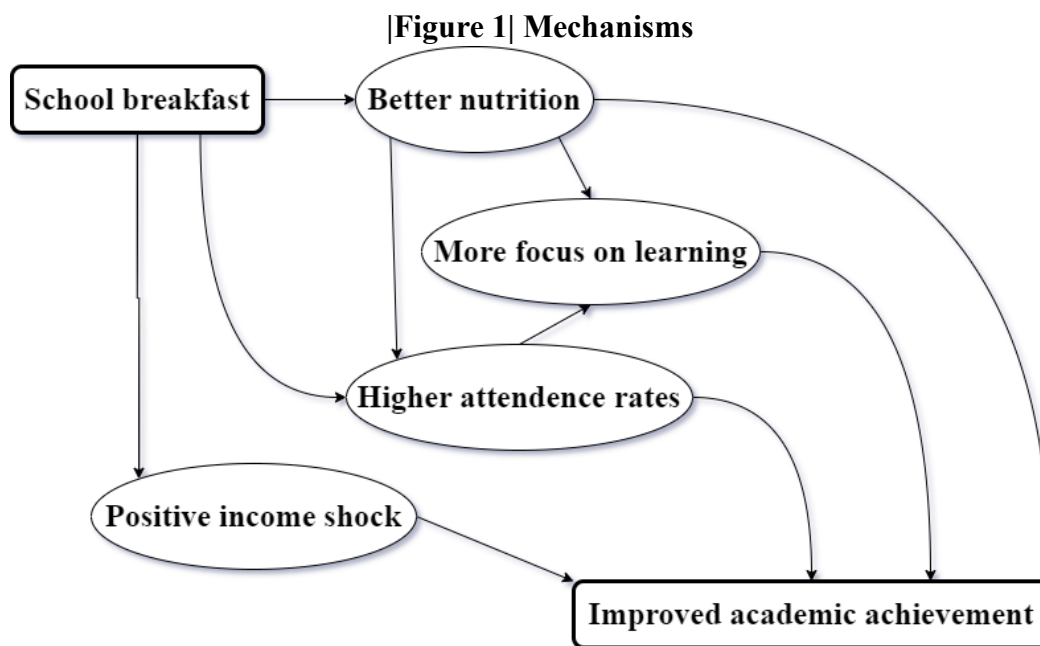 |Figure 1| Mechanisms
School breakfast
Better nutrition
More focus on learning
Higher attendence rates
Positive income shock
Improved academic achievement